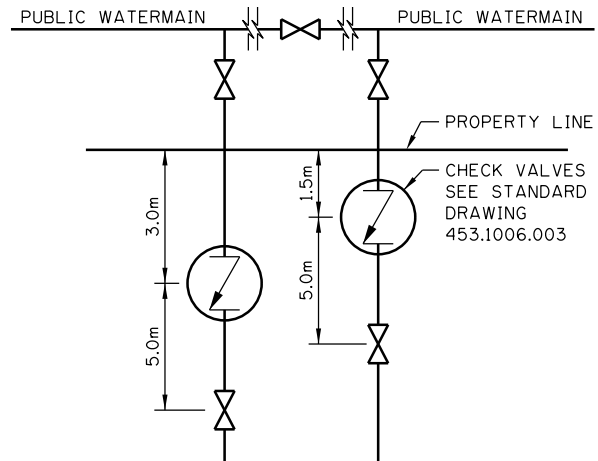 PUBLIC WATERMAIN
PUBLIC WATERMAIN
PROPERTY LINE
CHECK VALVES
SEE STANDARD
DRAWING
453.1006.003
3.0m
1.5m
5.0m
5.0m